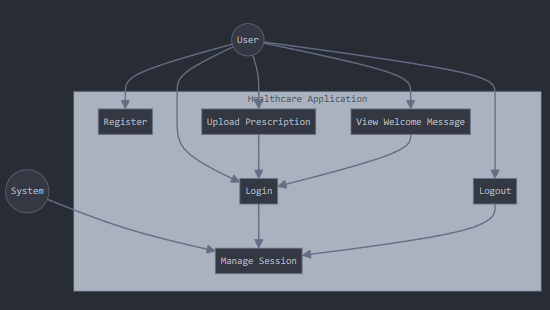 User
Healthcare Application
Register
Upload Prescription
View Welcome Message
System
Login
Logout
Manage Session